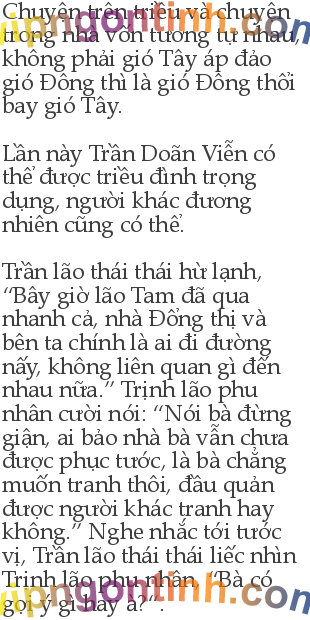 Chuyện trên triều và chuyện
trong nhà vốn tương tự nhau,
không phải gió Tây áp đảo
gió Đông thì là gió Đông thổi
bay gió Tây.
Lần này Trần Doãn Viễn có
thể được triều đình trọng
dụng, người khác đương
nhiên cũng có thể.
Trần lão thái thái hừ lạnh,
“Bây giờ lão Tam đã qua
nhanh cả, nhà Đổng thị và
bên ta chính là ai đi đường
nấy, không liên quan gì đến
nhau nữa.” Trịnh lão phu
nhân cười nói: “Nói bà đừng
giận, ai bảo nhà bà vẫn chưa
được phục tước, là bà chẳng
muốn tranh thôi, đầu quản
được người khác tranh hay
không.” Nghe nhắc tới tước
vị, Trần lão thái thái liếc nhìn
Trịnh lão phu nhân, “Bà có
gợi ý gì hay à?“.